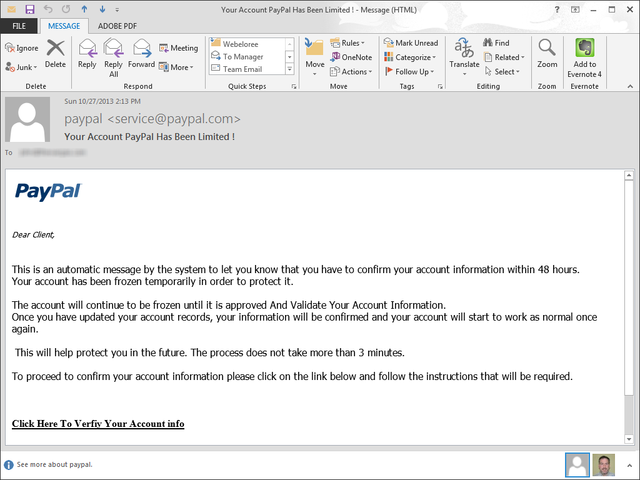 Your Account PayPal Has Been Limited ! - Message (HTML)
FILE MESSAGE ADOBE PDF
Ignore
Junk
Delete
Delete
Reply
Reply All
Forward
Meeting
More
Respond
Webeloree
To Manager
Team Email
Quick Steps
Move
Rules
OneNote
Actions
Move
Mark Unread
Categorize
Follow Up
Tags
Translate
Find
Related
Select
Editing
Zoom
Zoom
Add to Evernote 4
Evernote
Sun 10/27/2013 2:13 PM
paypal <service@paypal.com>
Your Account PayPal Has Been Limited !
To
PayPal
Dear Client,
This is an automatic message by the system to let you know that you have to confirm your account information within 48 hours.
Your account has been frozen temporarily in order to protect it.
The account will continue to be frozen until it is approved And Validate Your Account Information.
Once you have updated your account records, your information will be confirmed and your account will start to work as normal once
again.
This will help protect you in the future. The process does not take more than 3 minutes.
To proceed to confirm your account information please click on the link below and follow the instructions that will be required.
Click Here To Verfiy Your Account info
See more about paypal.